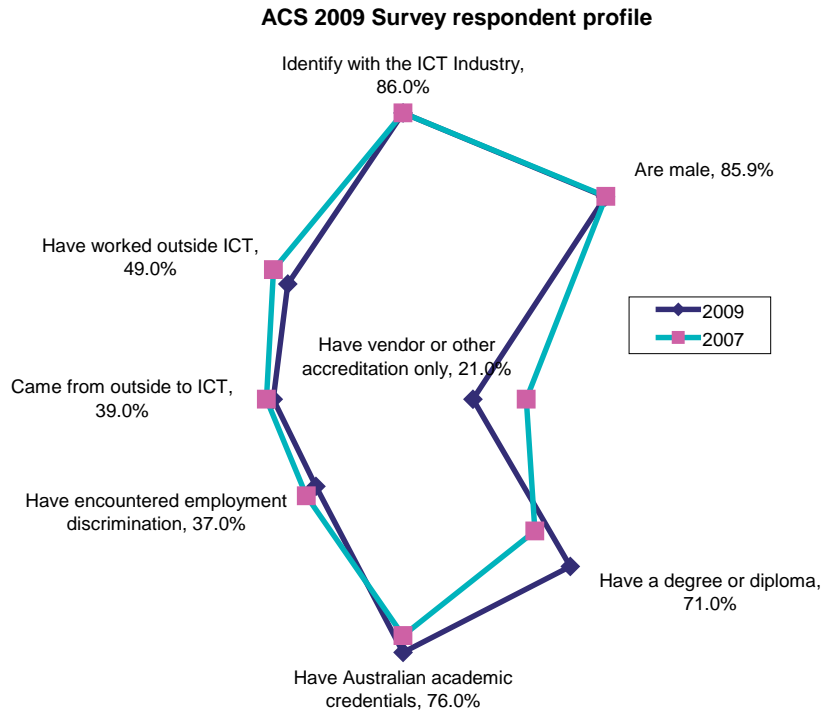 ACS 2009 Survey respondent profile
Identify with the ICT Industry,
86.0%
Are male, 85.9%
Have worked outside ICT,
49.0%
2009
2007
Have vendor or other
accreditation only, 21.0%
Came from outside to ICT,
39.0%
Have encountered employment
discrimination, 37.0%
Have a degree or diploma,
71.0%
Have Australian academic
credentials, 76.0%